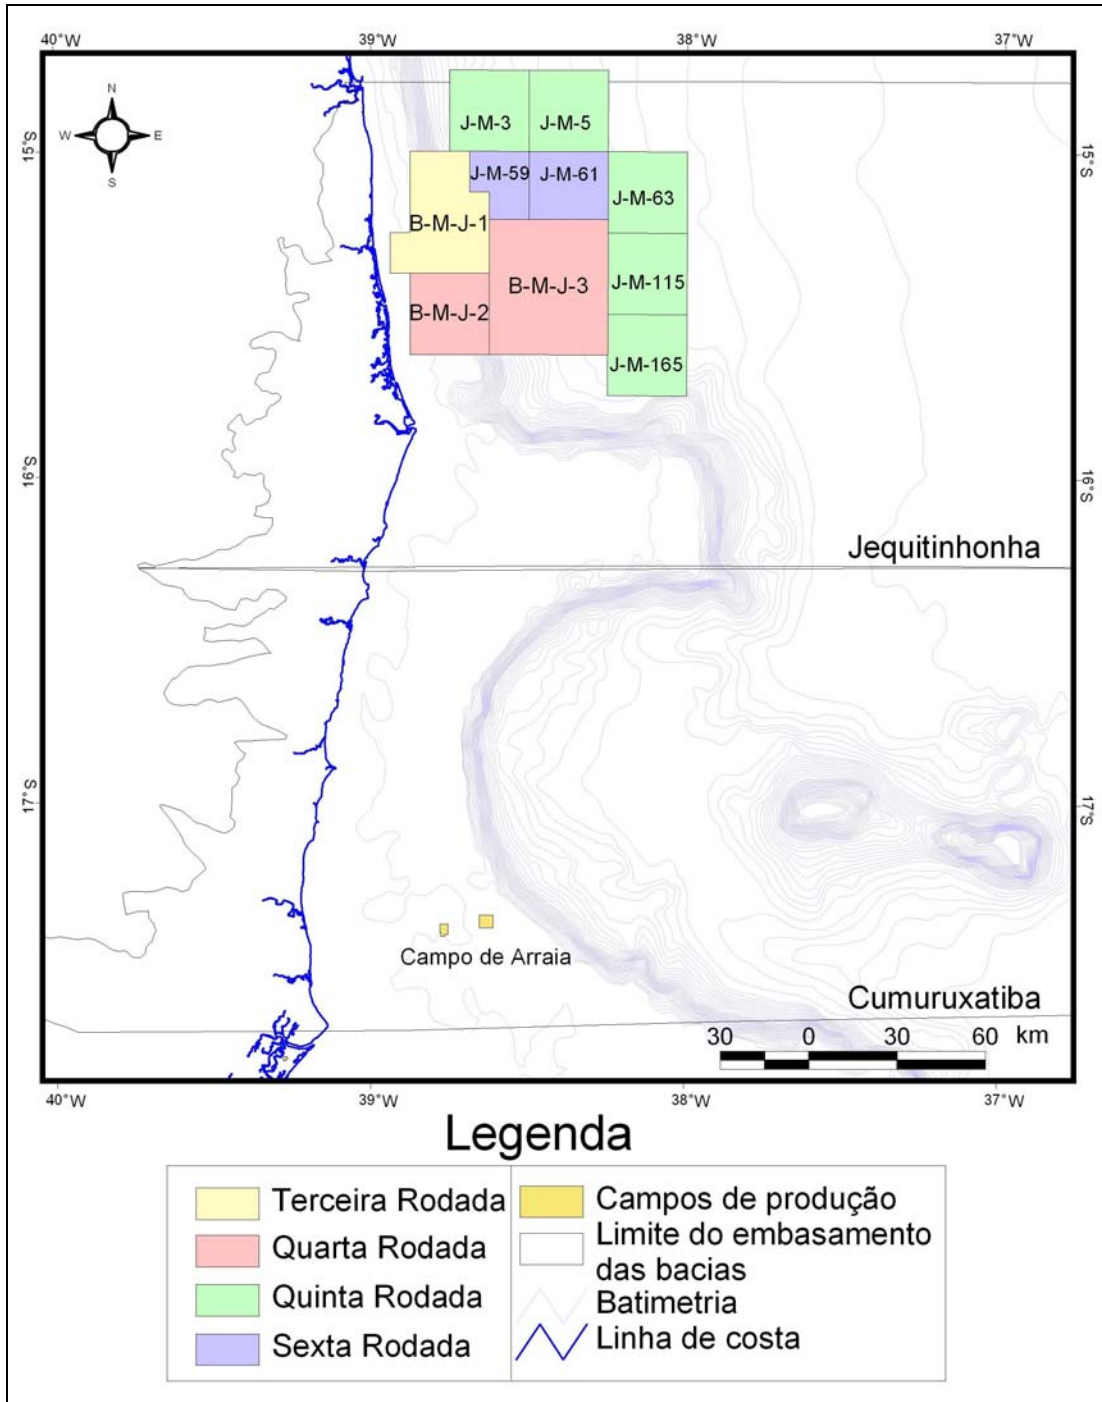 40°W 39°W 38°W 37°W
N
W E
S
15°S 15°S
J-M-3 J-M-5
J-M-59 J-M-61
J-M-63
B-M-J-1
J-M-115
B-M-J-3
B-M-J-2
J-M-165
16°S 16°S
Jequitinhonha
17°S 17°S
Campo de Arraia
Cumuruxatiba
30 0 30 60 km
40°W 39°W 38°W 37°W
Legenda
Terceira Rodada
Quarta Rodada
Quinta Rodada
Sexta Rodada
Campos de produção
Limite do embasamento
das bacias
Batimetria
Linha de costa